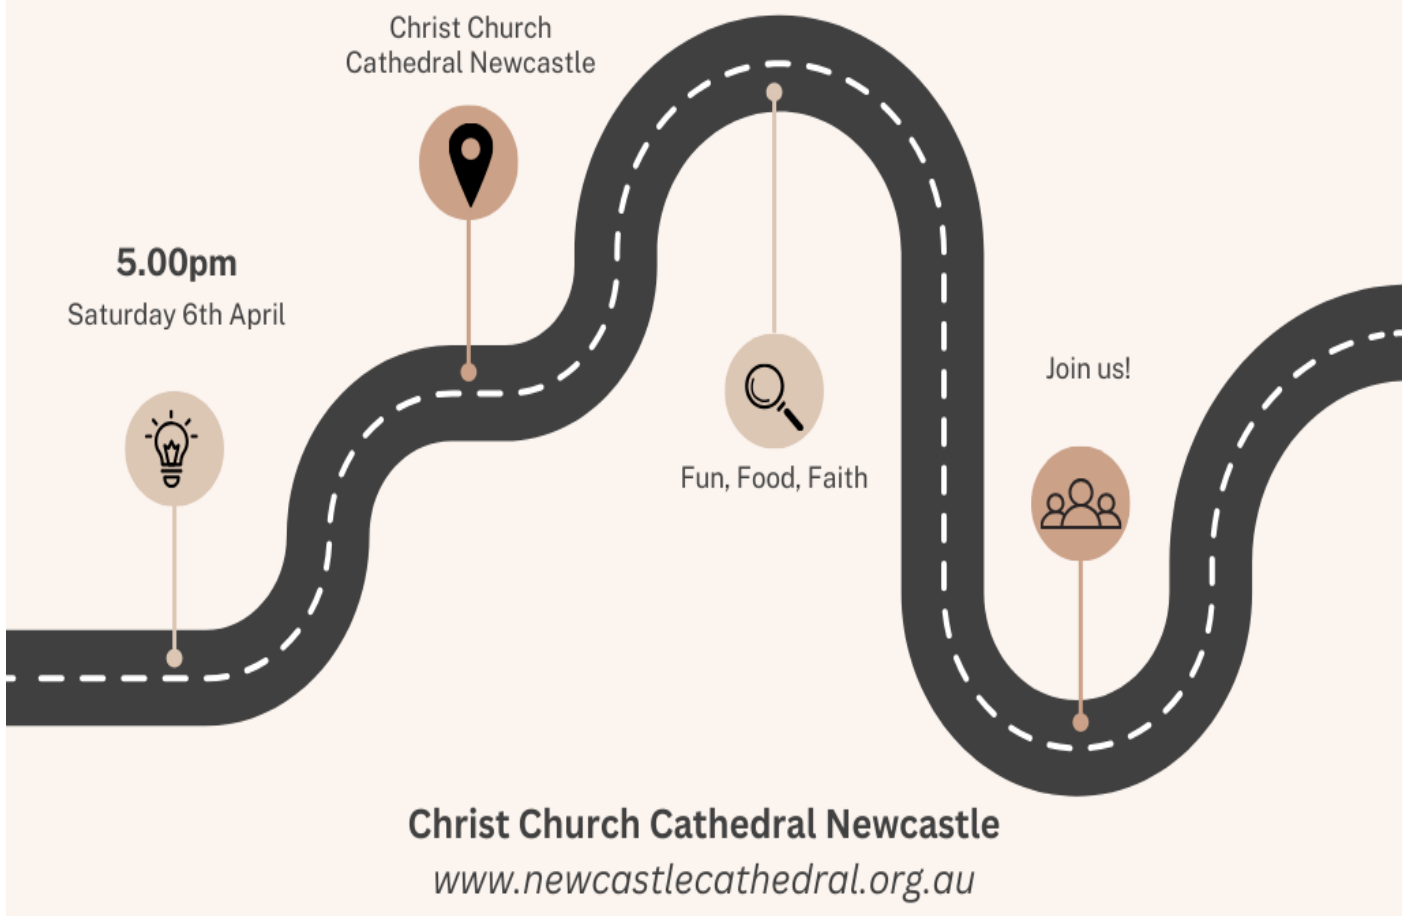 Christ Church
Cathedral Newcastle
5.00pm
Saturday 6th April
Join us!
Fun, Food, Faith
Christ Church Cathedral Newcastle
www.newcastlecathedral.org.au